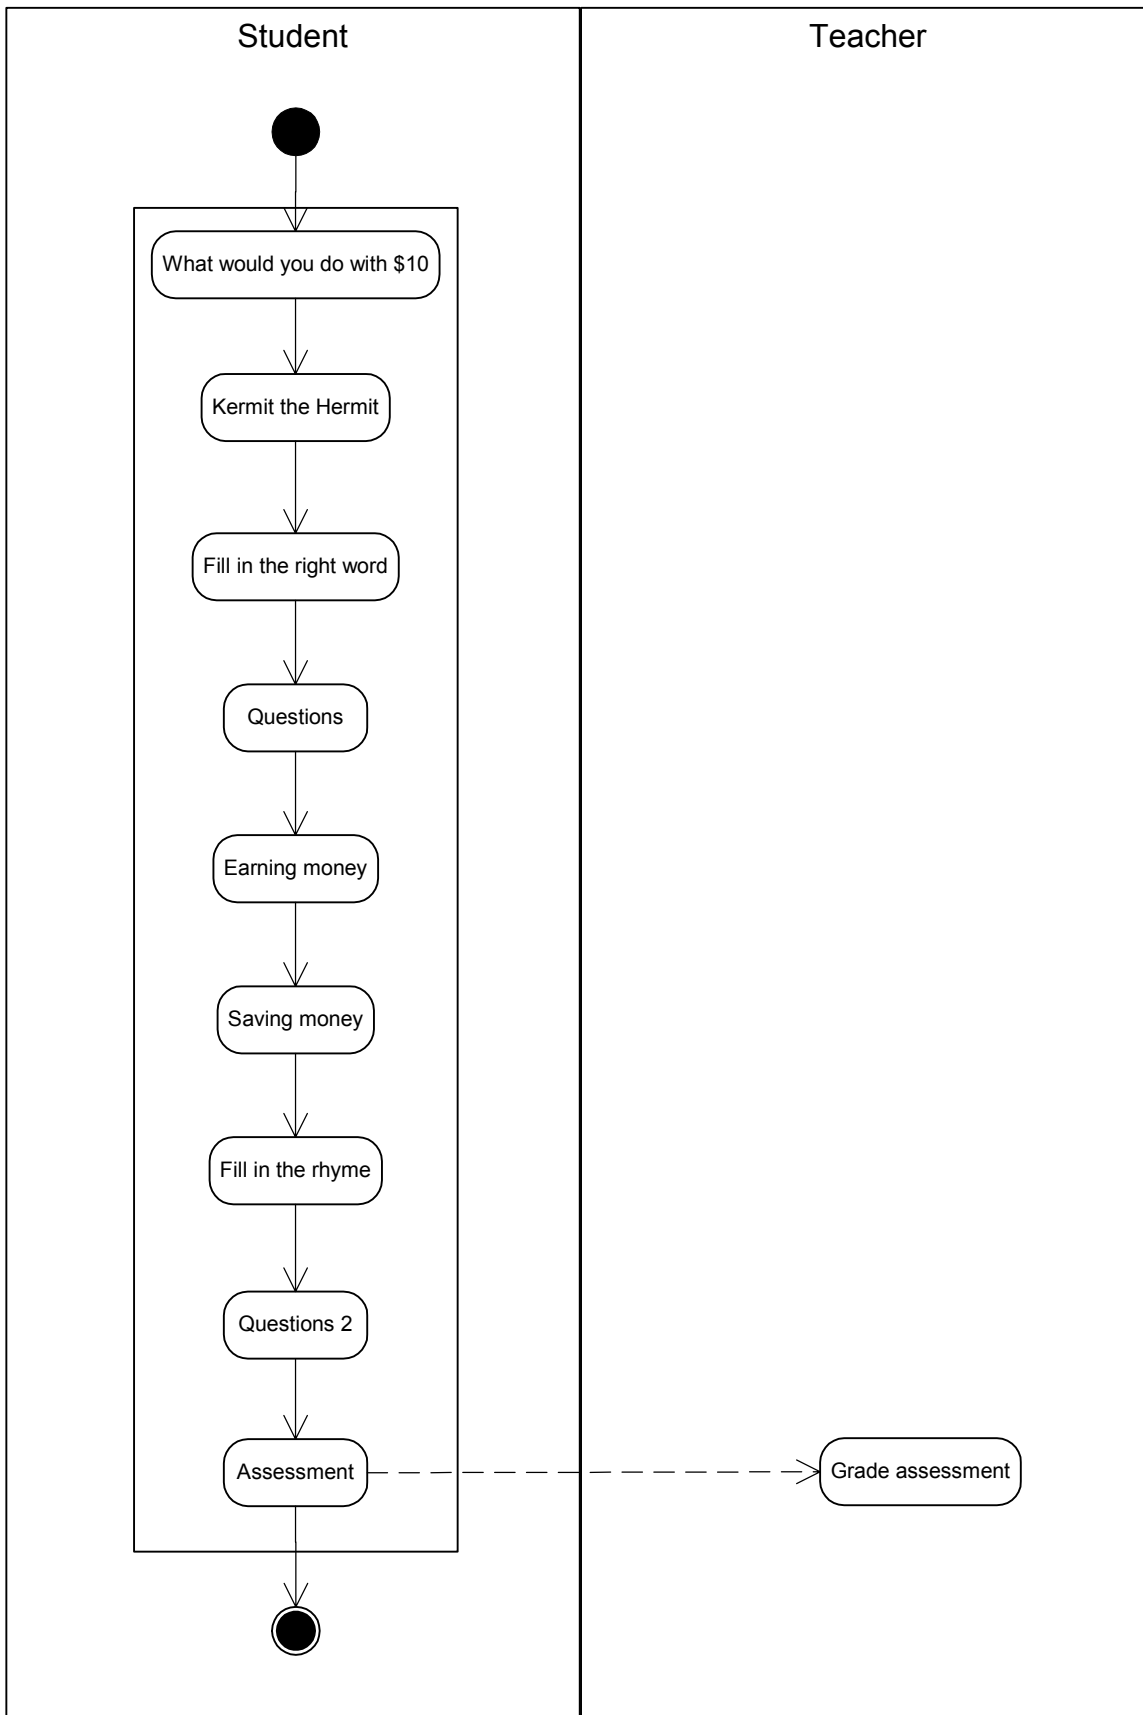 Student
Teacher
What would you do with $10
Kermit the Hermit
Fill in the right word
Questions
Earning money
Saving money
Fill in the rhyme
Questions 2
Assessment
Grade assessment